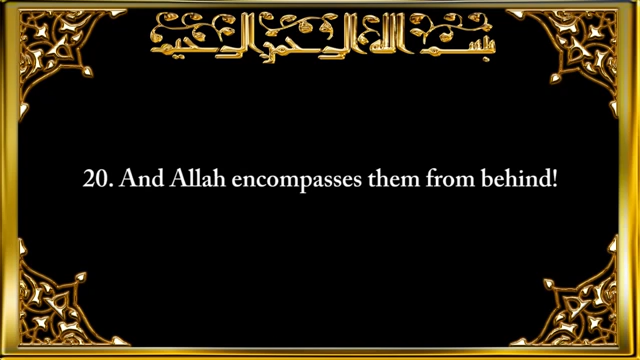 بسم الله الرحمن الرحيم
20. And Allah encompasses them from behind!